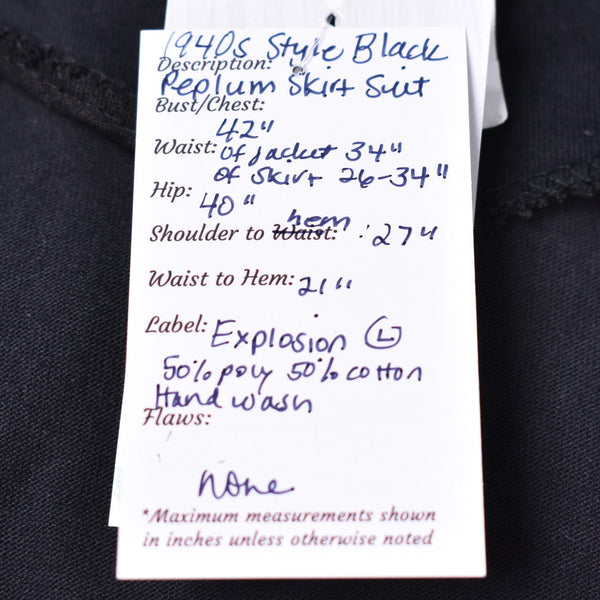 1940s Style Black
Description:
Peplum Skirt Suit
Bust/Chest:
42"
Waist: of jacket 34"
of skirt 26-34"
Hip:
40"
hem
Shoulder to Waist: : 27"
Waist to Hem: 21"
Label: Explosion L
50% poly 50% cotton
Hand wash
Flaws:
none
*Maximum measurements shown
in inches unless otherwise noted